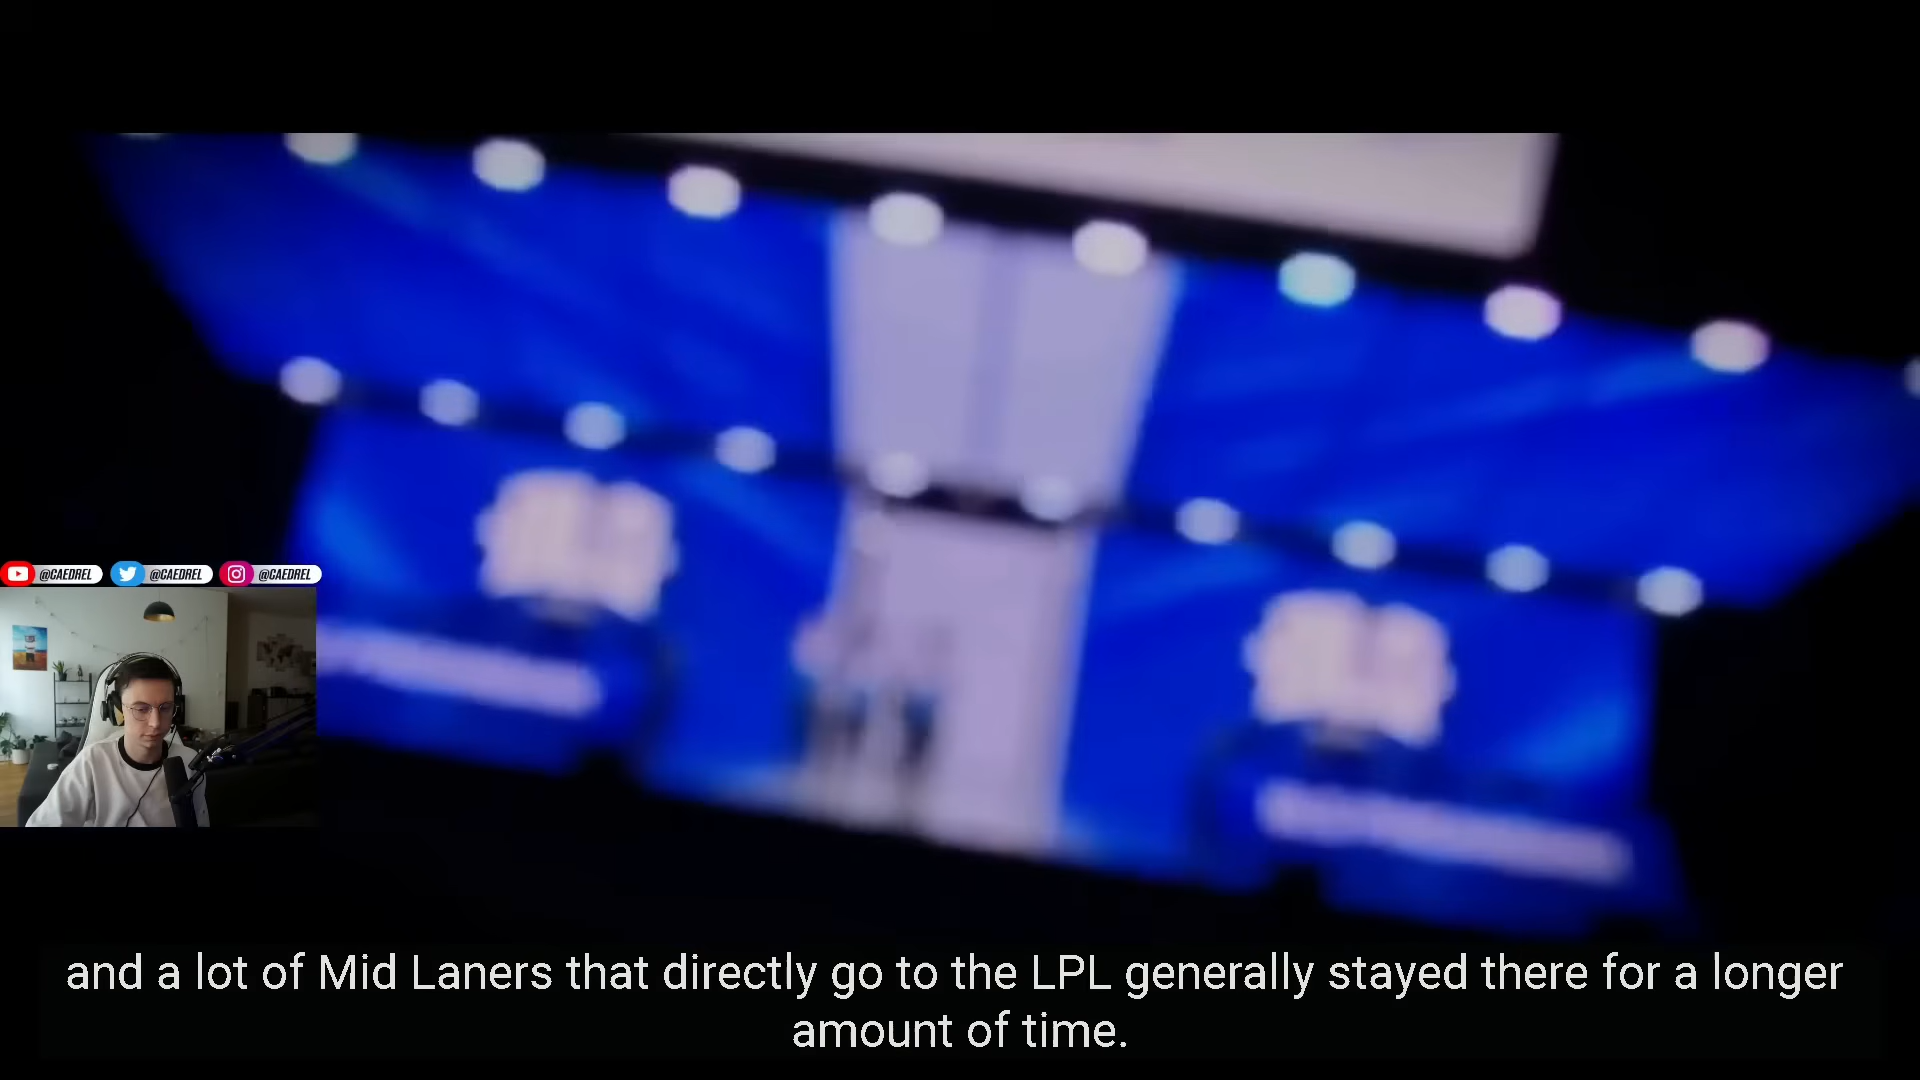 @CAEDREL @CAEDREL @CAEDREL
and a lot of Mid Laners that directly go to the LPL generally stayed there for a longer
amount of time.